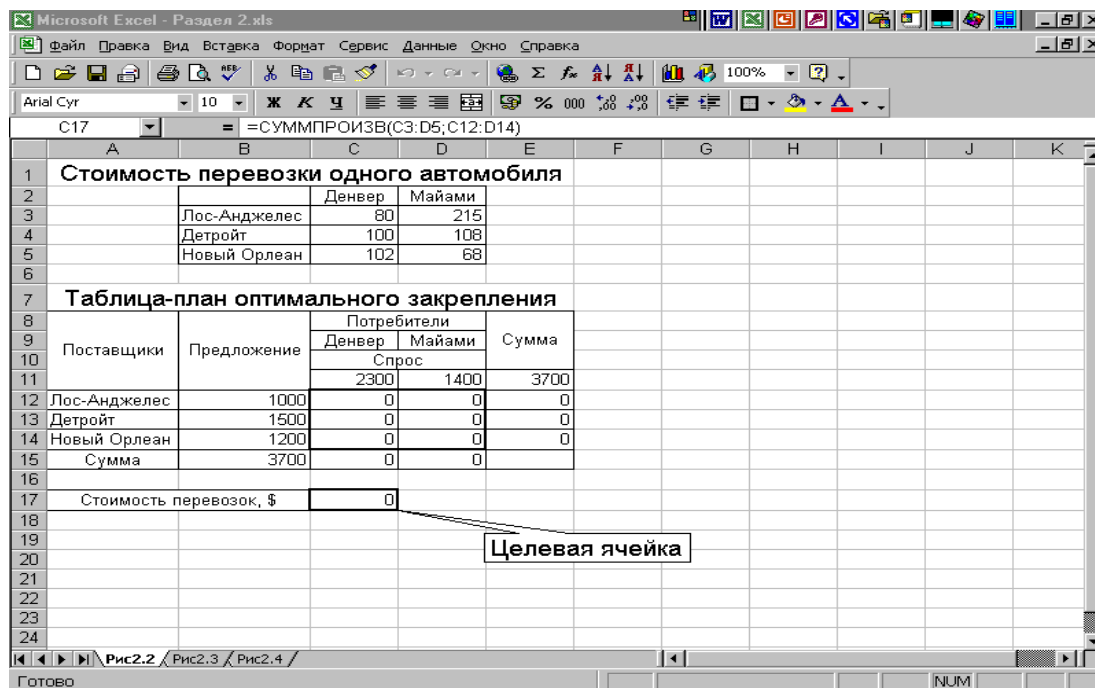 Microsoft Excel - Раздел 2.xls
Файл Правка Вид Вставка Формат Сервис Данные Окно Справка
100%
Arial Cyr 10 Ж К Ч % 000
C17 = =СУММПРОИЗВ(C3:D5;C12:D14)
A B C D E F G H I J K
1 Стоимость перевозки одного автомобиля
2 Денвер Майами
3 Лос-Анджелес 80 215
4 Детройт 100 108
5 Новый Орлеан 102 68
6
7 Таблица-план оптимального закрепления
8 Поставщики Предложение Потребители Сумма
9 Денвер Майами
10 Спрос
11 2300 1400 3700
12 Лос-Анджелес 1000 0 0 0
13 Детройт 1500 0 0 0
14 Новый Орлеан 1200 0 0 0
15 Сумма 3700 0 0
16
17 Стоимость перевозок, $ 0
18
19
Целевая ячейка
20
21
22
23
24
Рис2.2 Рис2.3 Рис2.4
Готово NUM